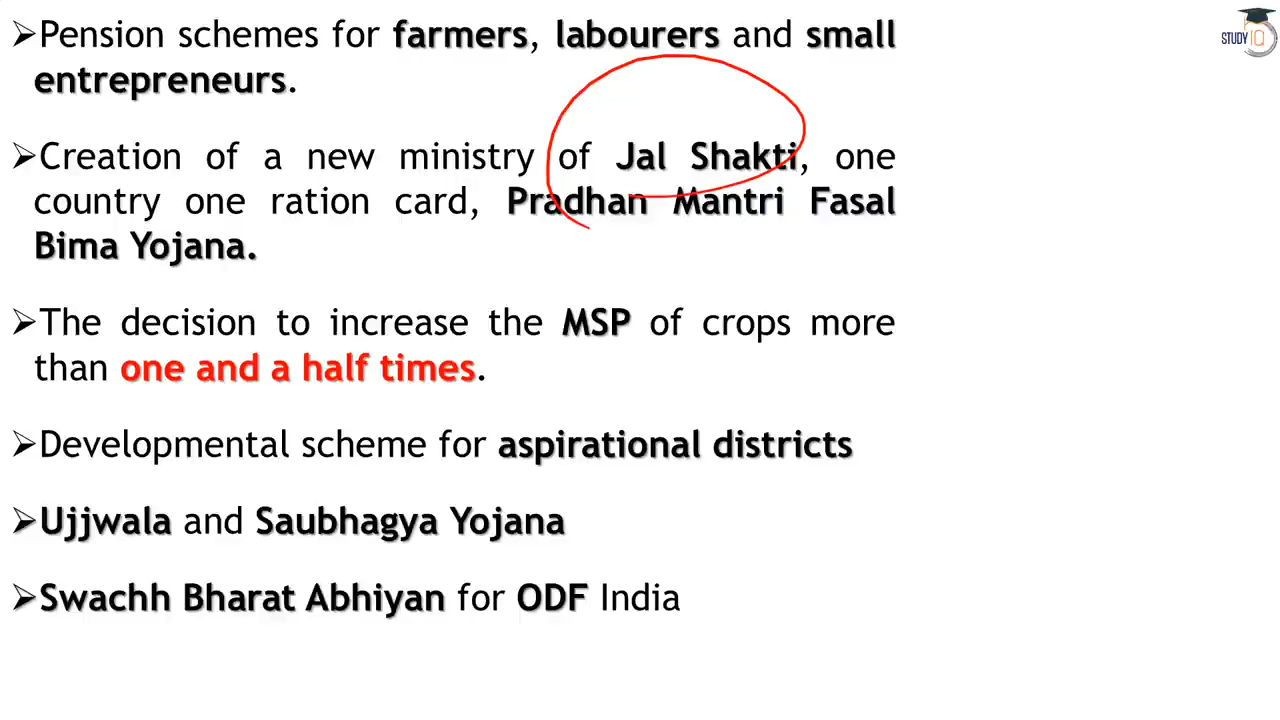 ➢Pension schemes for farmers, labourers and small
entrepreneurs.
➢Creation of a new ministry of Jal Shakti, one
country one ration card, Pradhan Mantri Fasal
Bima Yojana.
➢The decision to increase the MSP of crops more
than one and a half times.
➢Developmental scheme for aspirational districts
➢Ujjwala and Saubhagya Yojana
➢Swachh Bharat Abhiyan for ODF India
STUDY IQ